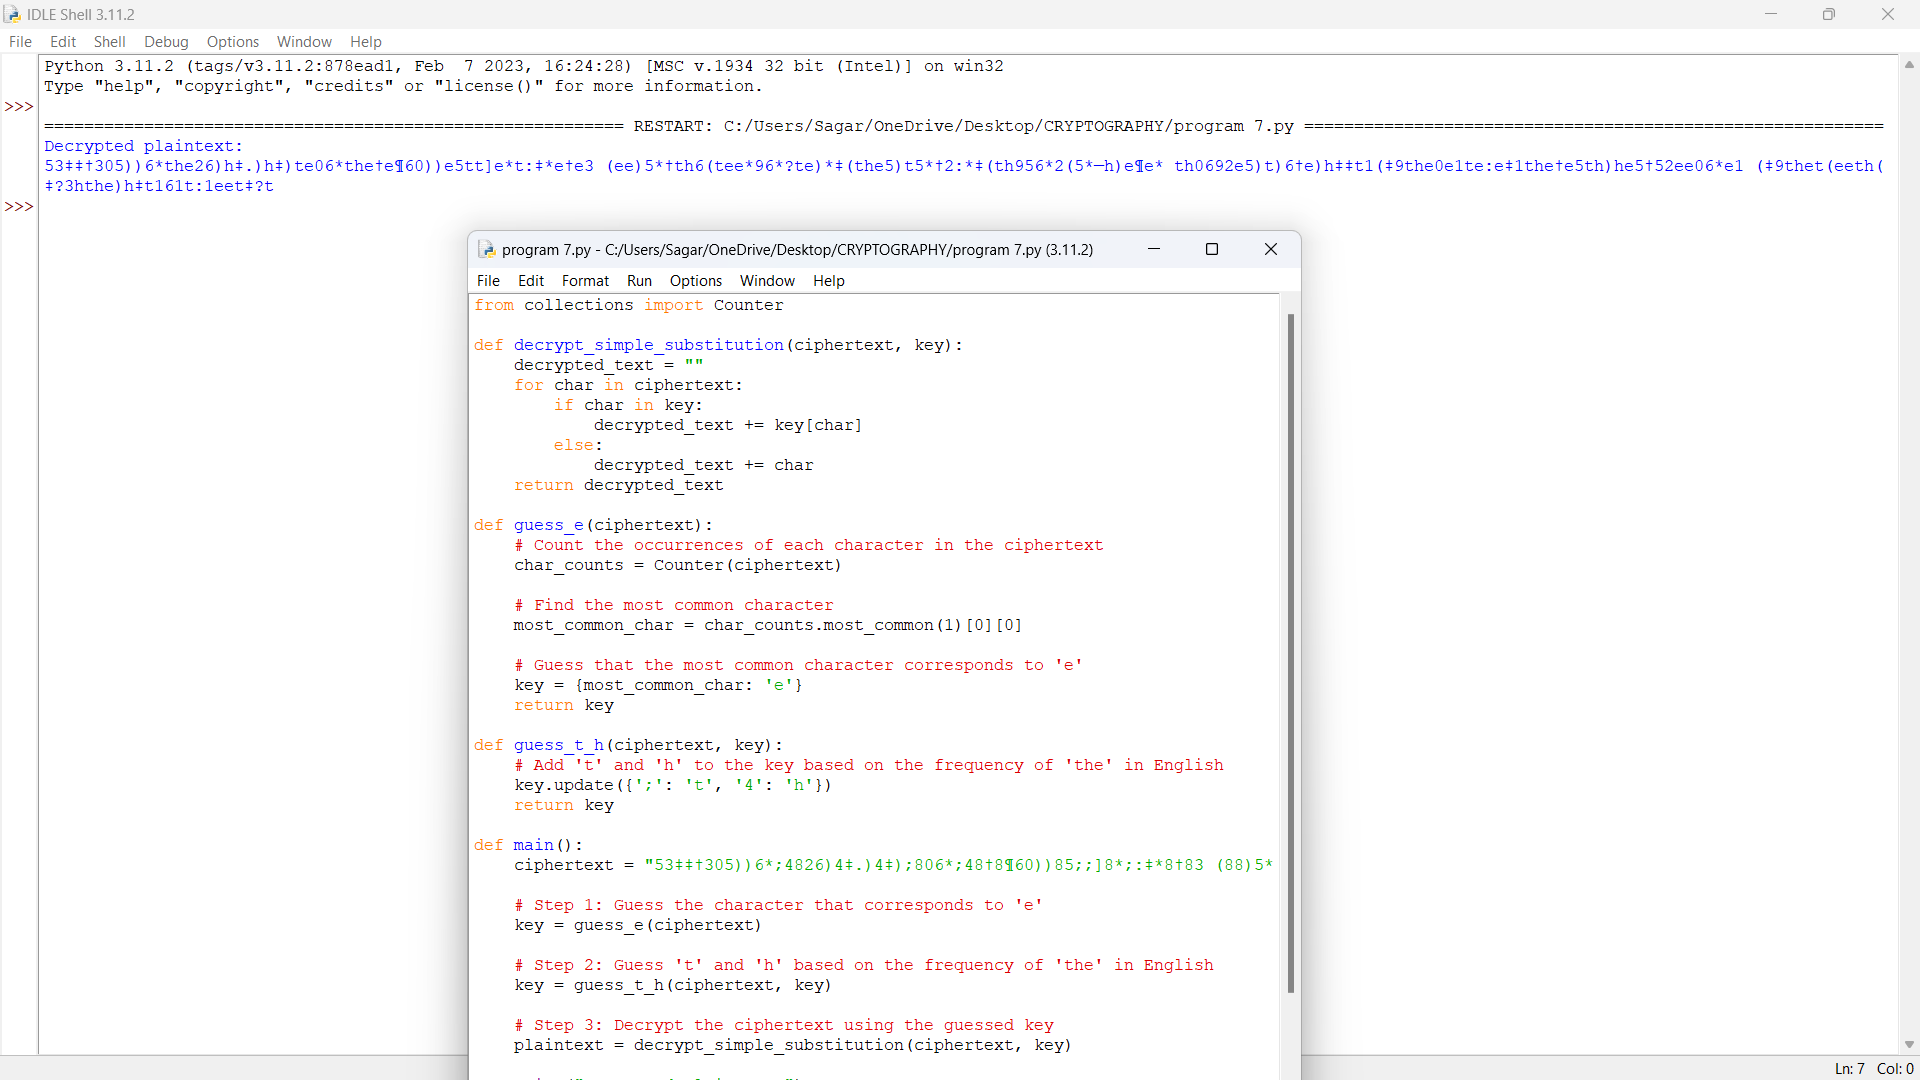 IDLE Shell 3.11.2
File Edit Shell Debug Options Window Help
Python 3.11.2 (tags/v3.11.2:878ead1, Feb  7 2023, 16:24:28) [MSC v.1934 32 bit (Intel)] on win32
Type "help", "copyright", "credits" or "license()" for more information.
>>>
========================================================== RESTART: C:/Users/Sagar/OneDrive/Desktop/CRYPTOGRAPHY/program 7.py ==========================================================
Decrypted plaintext:
53‡‡†305))6*the26)h‡.)h‡)te06*the†e¶60))e5tt]e*t:‡*e†e3 (ee)5*†th6(tee*96*?te)*‡(the5)t5*†2:*‡(th956*2(5*—h)e¶e* th0692e5)t)6†e)h‡‡t1(‡9the0e1te:e‡1the†e5th)he5†52ee06*e1 (‡9thet(eeth(
‡?3hthe)h‡t161t:1eet‡?t
>>>
program 7.py - C:/Users/Sagar/OneDrive/Desktop/CRYPTOGRAPHY/program 7.py (3.11.2)
File Edit Format Run Options Window Help
from collections import Counter
def decrypt_simple_substitution(ciphertext, key):
    decrypted_text = ""
    for char in ciphertext:
        if char in key:
            decrypted_text += key[char]
        else:
            decrypted_text += char
    return decrypted_text
def guess_e(ciphertext):
    # Count the occurrences of each character in the ciphertext
    char_counts = Counter(ciphertext)
    # Find the most common character
    most_common_char = char_counts.most_common(1)[0][0]
    # Guess that the most common character corresponds to 'e'
    key = {most_common_char: 'e'}
    return key
def guess_t_h(ciphertext, key):
    # Add 't' and 'h' to the key based on the frequency of 'the' in English
    key.update({';': 't', '4': 'h'})
    return key
def main():
    ciphertext = "53‡‡†305))6*;4826)4‡.)4‡);806*;48†8¶60))85;;]8*;:‡*8†83 (88)5*
    # Step 1: Guess the character that corresponds to 'e'
    key = guess_e(ciphertext)
    # Step 2: Guess 't' and 'h' based on the frequency of 'the' in English
    key = guess_t_h(ciphertext, key)
    # Step 3: Decrypt the ciphertext using the guessed key
    plaintext = decrypt_simple_substitution(ciphertext, key)
Ln: 7 Col: 0